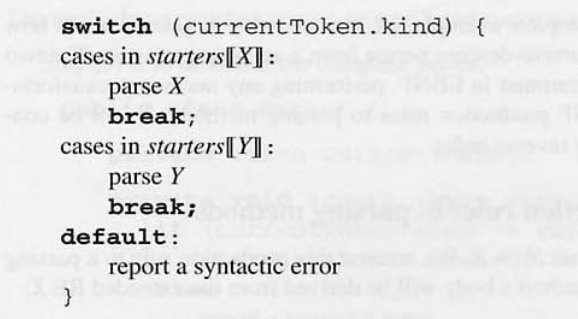 switch (currentToken.kind) {
cases in starters⟦X⟧:
parse X
break;
cases in starters⟦Y⟧:
parse Y
break;
default:
report a syntactic error
}